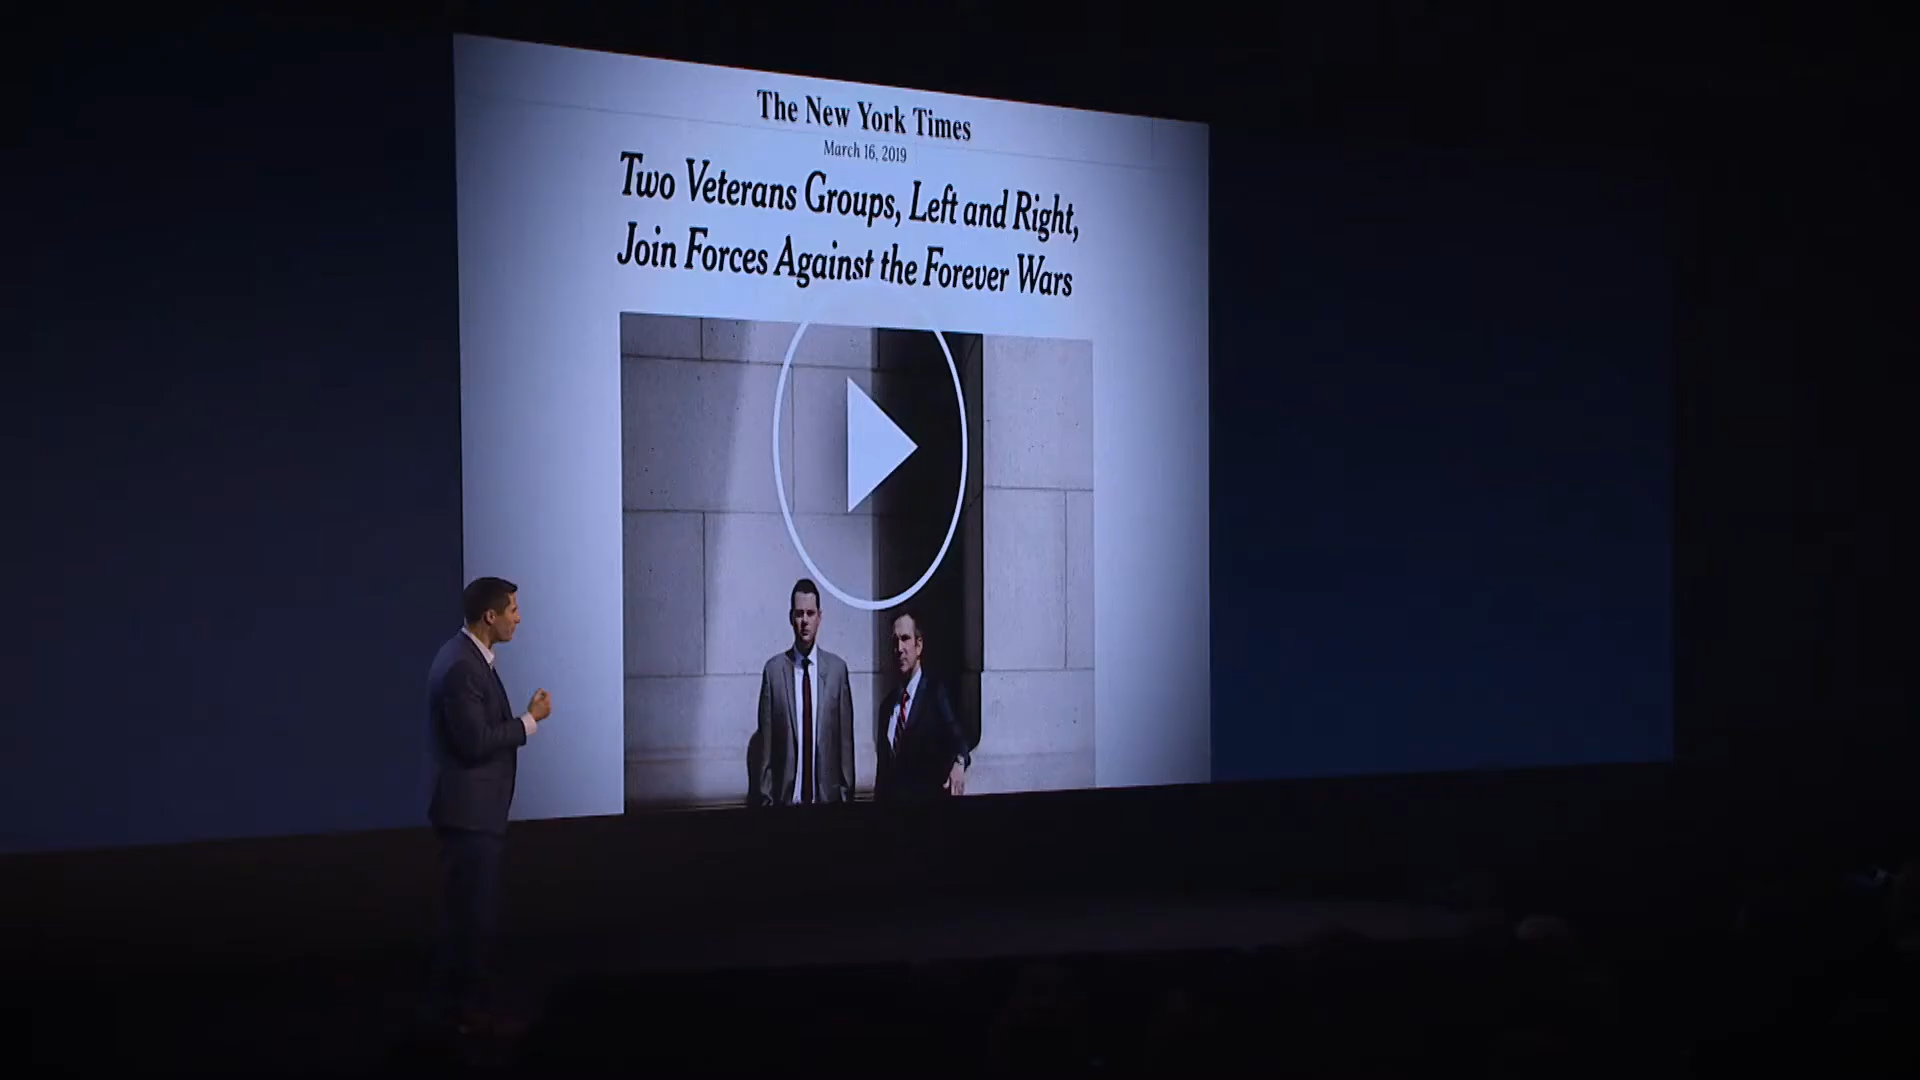 The New York Times
March 16, 2019
Two Veterans Groups, Left and Right,
Join Forces Against the Forever Wars